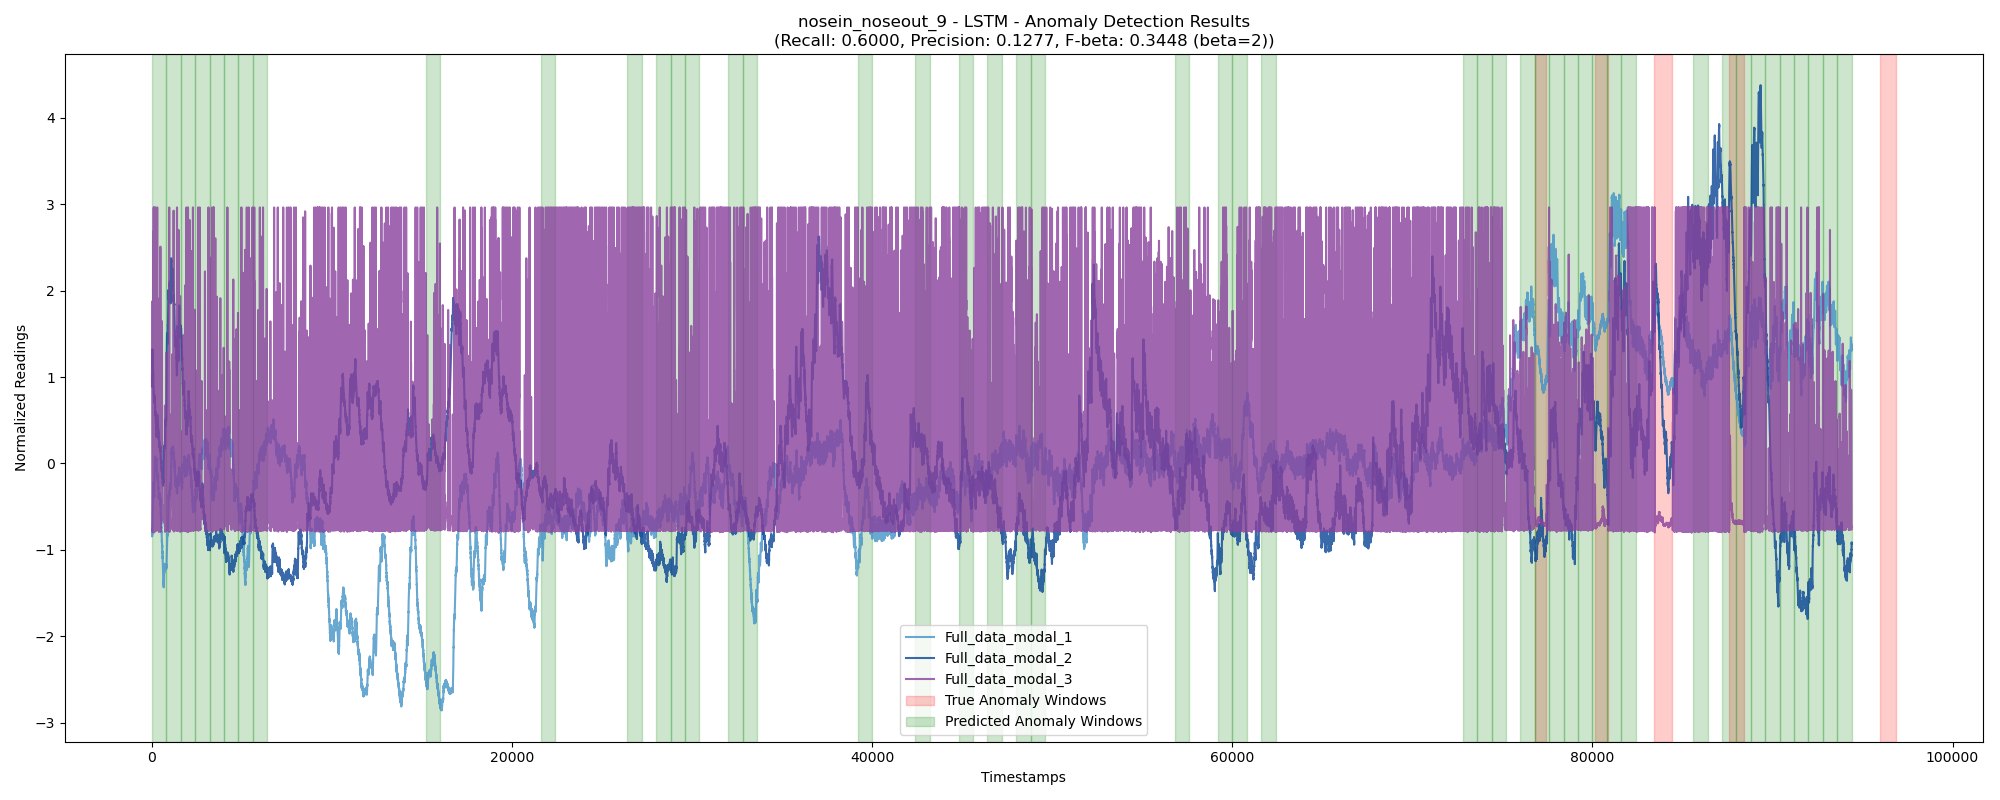 nosein_noseout_9 - LSTM - Anomaly Detection Results
(Recall: 0.6000, Precision: 0.1277, F-beta: 0.3448 (beta=2))
Normalized Readings
4
3
2
1
0
−1
−2
−3
Full_data_modal_1
Full_data_modal_2
Full_data_modal_3
True Anomaly Windows
Predicted Anomaly Windows
0
20000
40000
60000
80000
100000
Timestamps